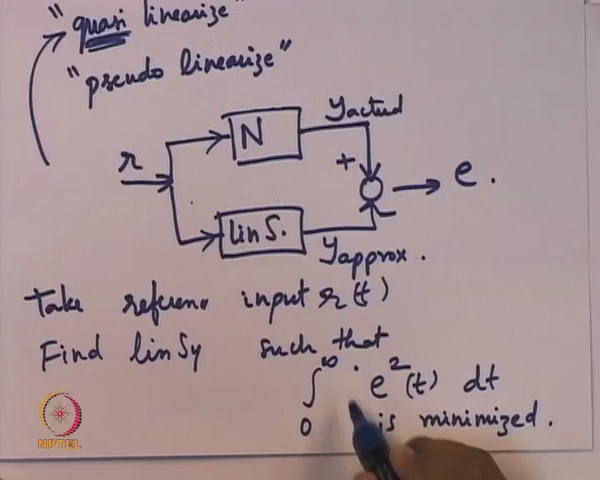 "quasi linearize"
"pseudo linearize"
yactual
N
+
r
e.
−
lin S.
yapprox.
Take reference input r(t)
Find lin Sy such that
∫₀^∞ e²(t) dt
is minimized.
NPTEL